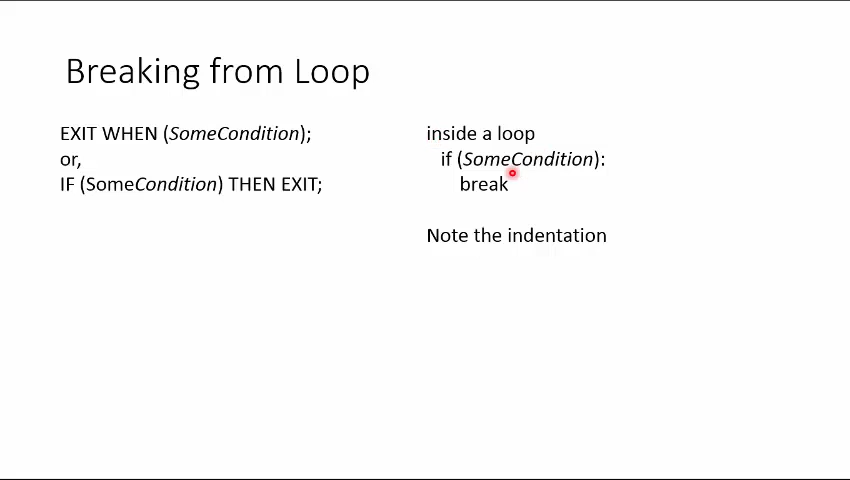 Breaking from Loop
EXIT WHEN (SomeCondition);
or,
IF (SomeCondition) THEN EXIT;
inside a loop
if (SomeCondition):
break
Note the indentation